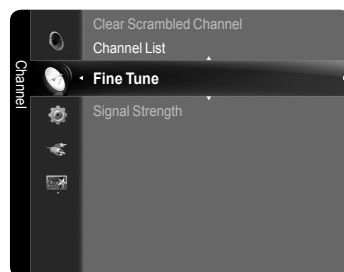 Channel
Clear Scrambled Channel
Channel List
Fine Tune
Signal Strength